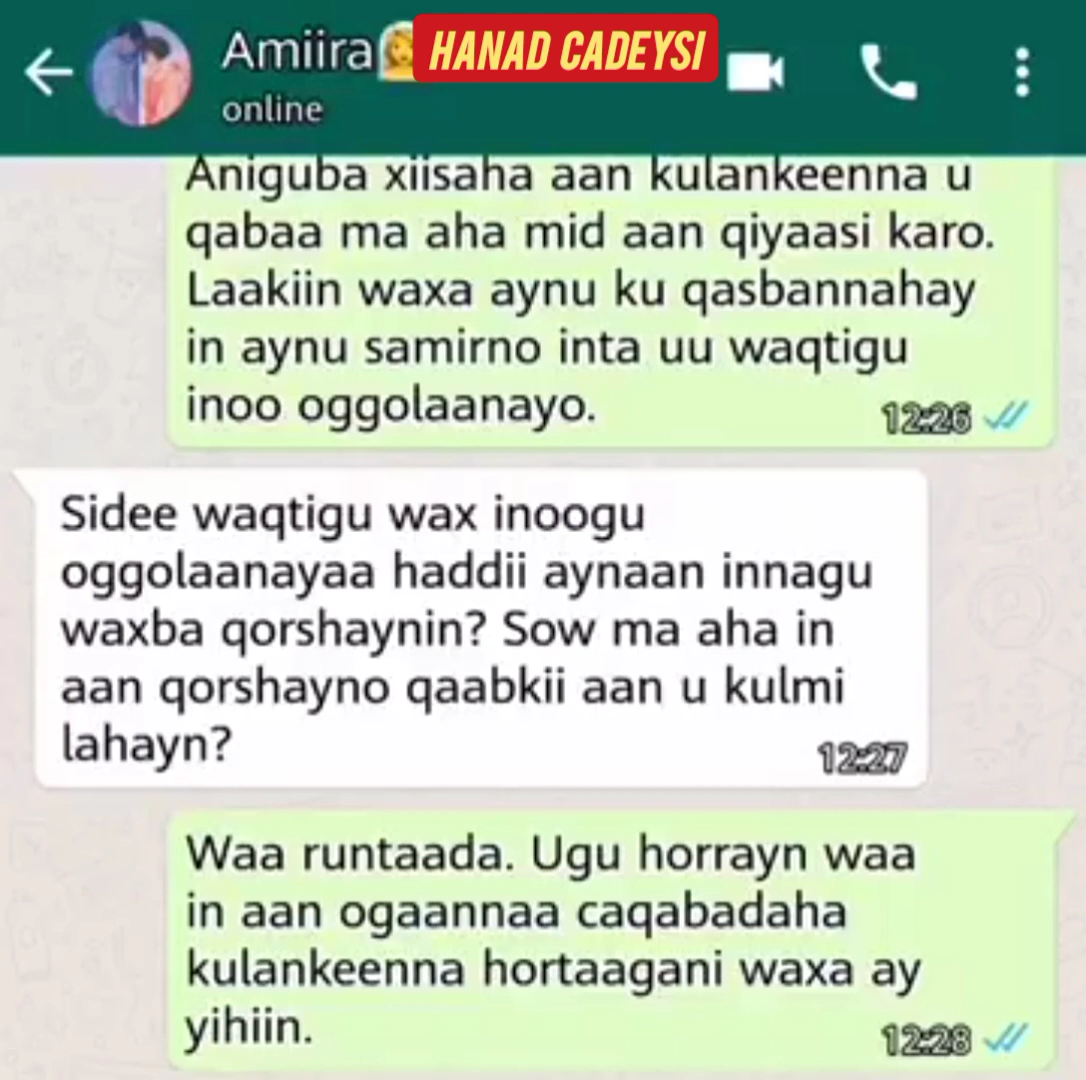 Amiira
HANAD CADEYSI
online
Aniguba xiisaha aan kulankeenna u
qabaa ma aha mid aan qiyaasi karo.
Laakiin waxa aynu ku qasbannahay
in aynu samirno inta uu waqtigu
inoo oggolaanayo.
12:26
Sidee waqtigu wax inoogu
oggolaanayaa haddii aynaan innagu
waxba qorshaynin? Sow ma aha in
aan qorshayno qaabkii aan u kulmi
lahayn?
12:27
Waa runtaada. Ugu horrayn waa
in aan ogaannaa caqabadaha
kulankeenna hortaagani waxa ay
yihiin.
12:28